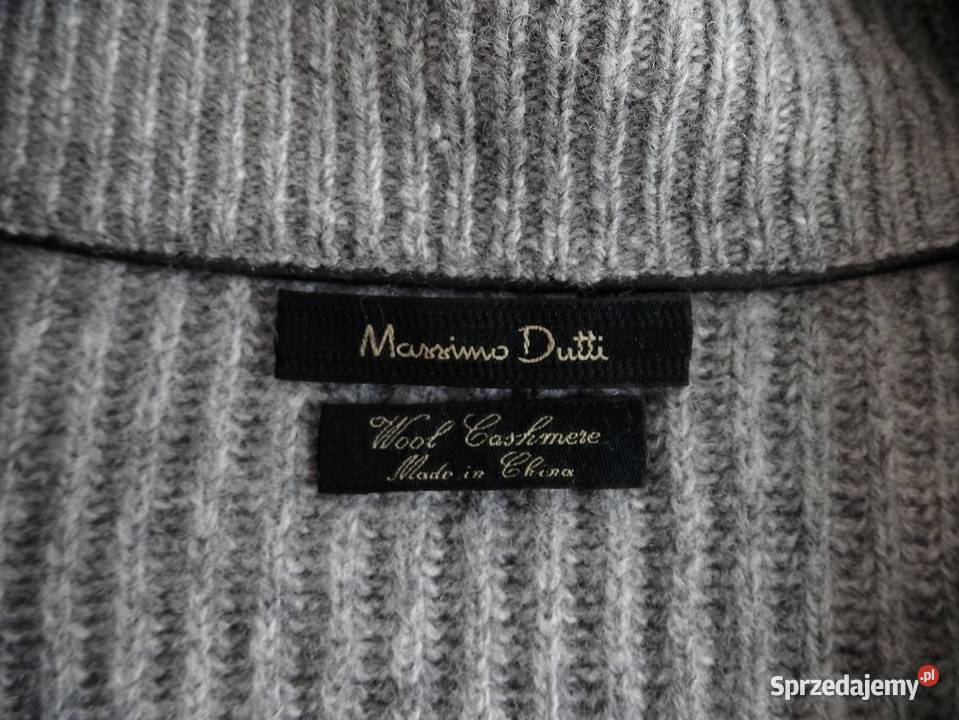 Massimo Dutti
Wool Cashmere
Made in China
Sprzedajemy.pl